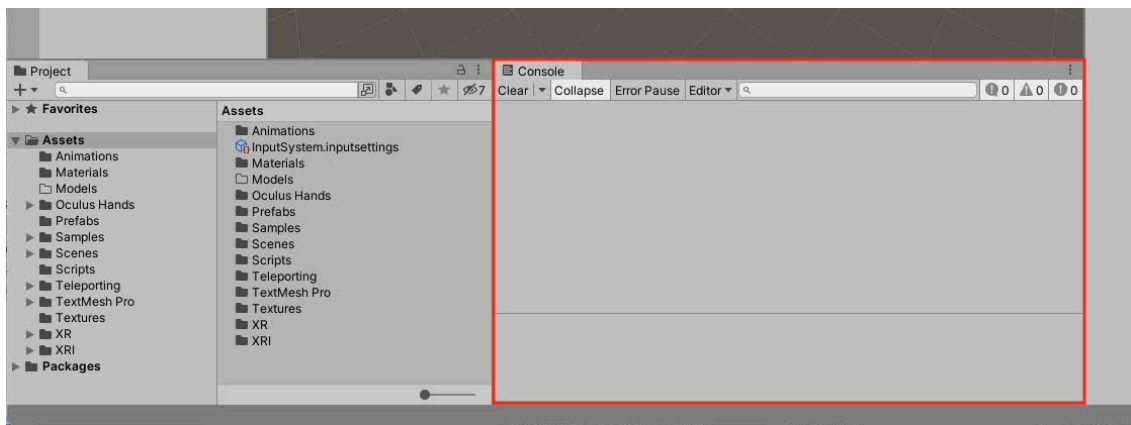 Project
7
Favorites
Assets
Animations
Materials
Models
Oculus Hands
Prefabs
Samples
Scenes
Scripts
Teleporting
TextMesh Pro
Textures
XR
XRI
Packages
Assets
Animations
InputSystem.inputsettings
Materials
Models
Oculus Hands
Prefabs
Samples
Scenes
Scripts
Teleporting
TextMesh Pro
Textures
XR
XRI
Console
Clear Collapse Error Pause Editor 0 0 0